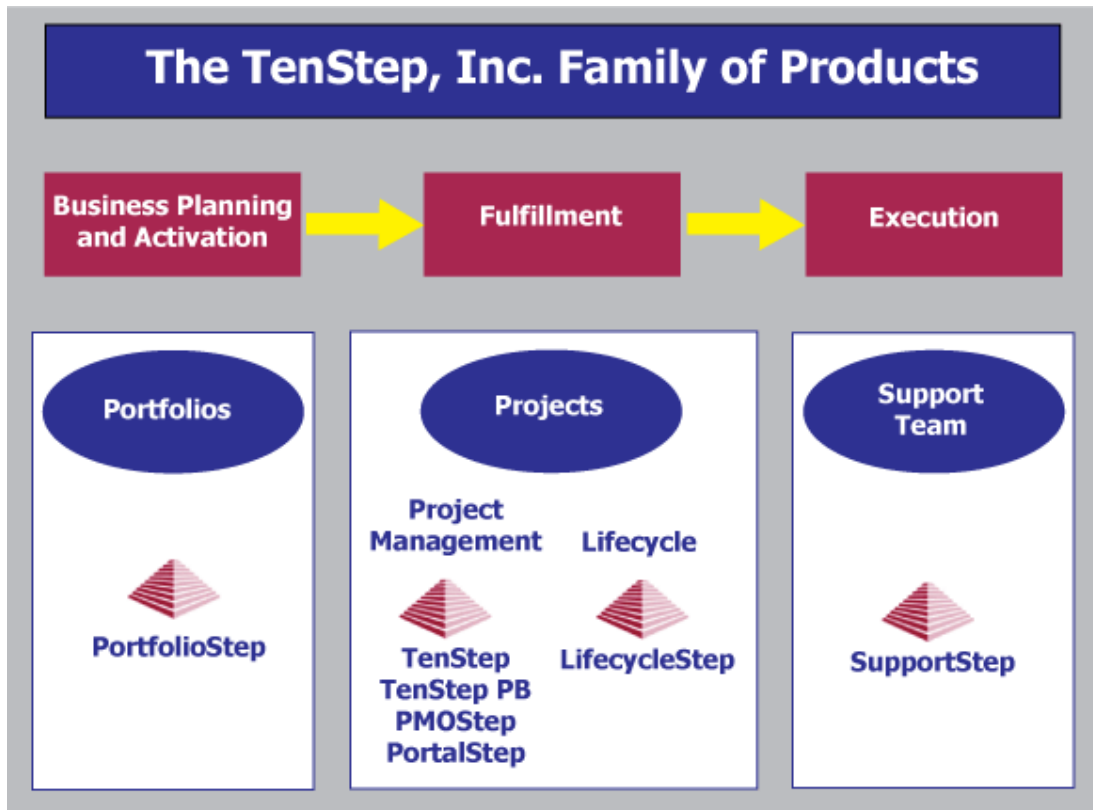 The TenStep, Inc. Family of Products
Business Planning
and Activation
Fulfillment
Execution
Portfolios
PortfolioStep
Projects
Project
Management
TenStep
TenStep PB
PMOStep
PortalStep
Lifecycle
LifecycleStep
Support
Team
SupportStep